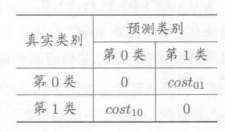 真实类别 预测类别
第 0 类 第 1 类
第 0 类 0 cost₀₁
第 1 类 cost₁₀ 0